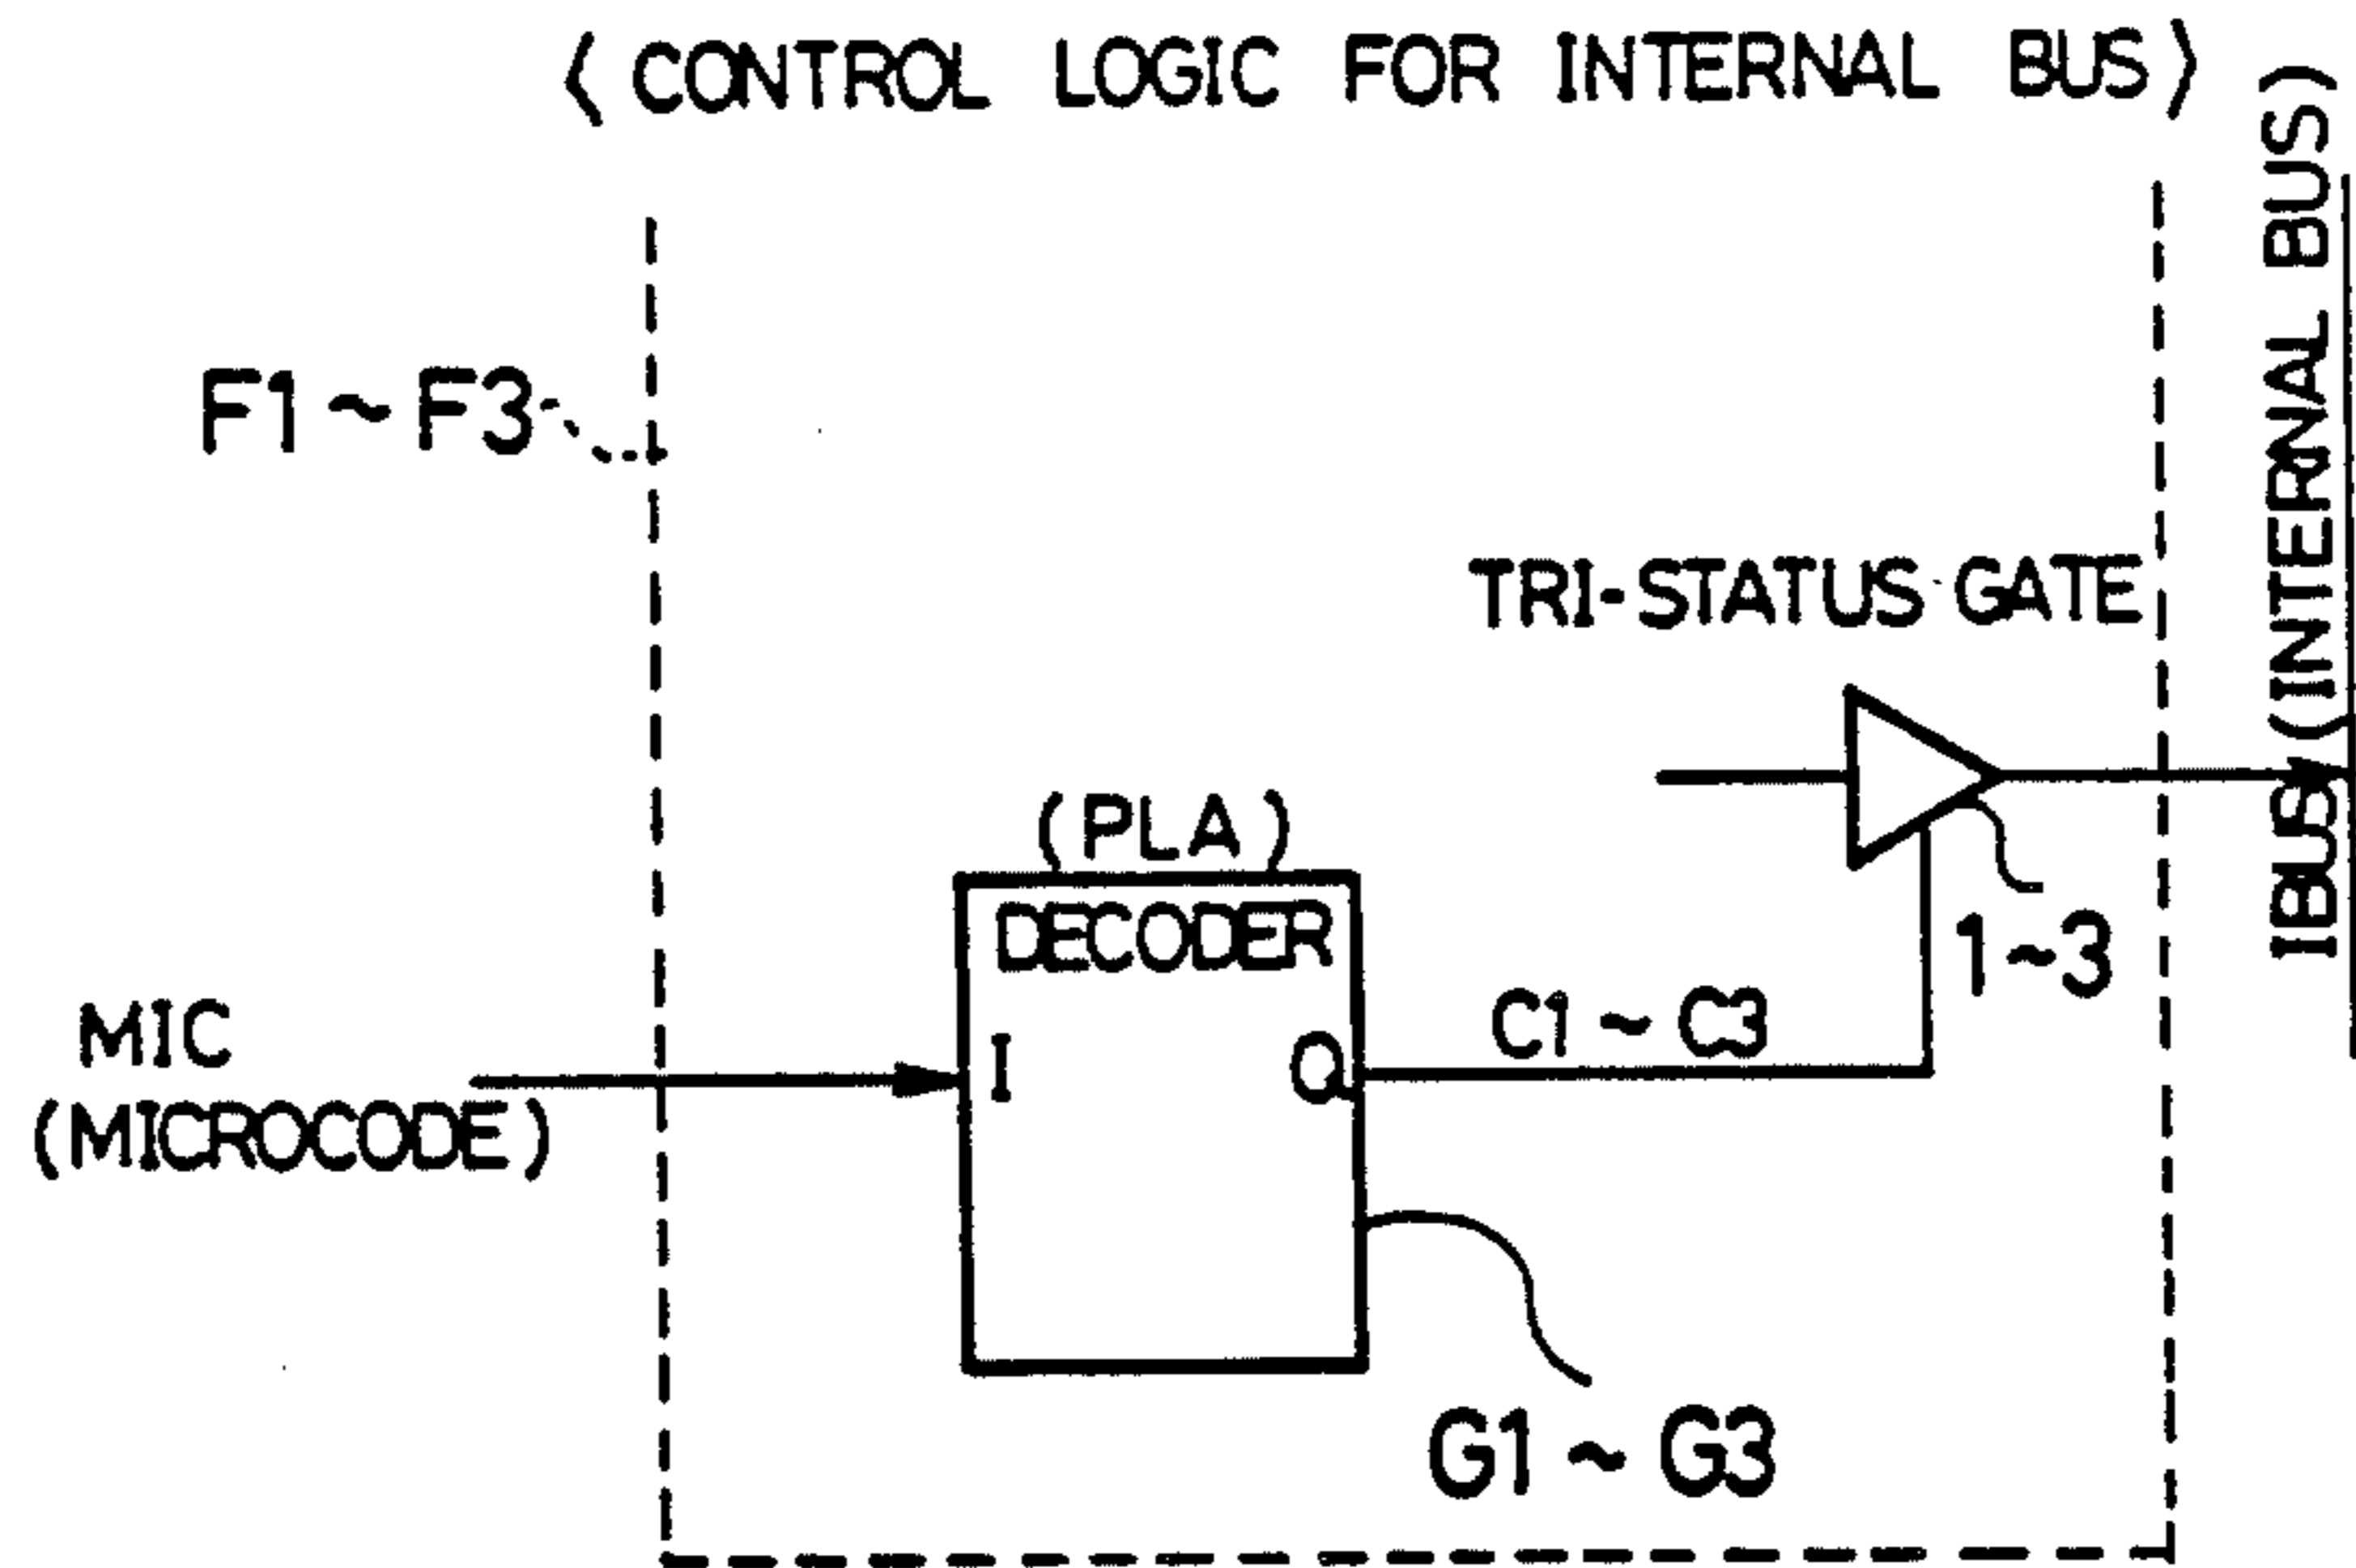 ⟨ CONTROL LOGIC FOR INTERNAL BUS ⟩
F1 ~ F3
TRI-STATUS GATE
IBUS (INTERNAL BUS)
(PLA)
DECODER
1~3
MIC
(MICROCODE)
I
Q
C1 ~ C3
G1 ~ G3